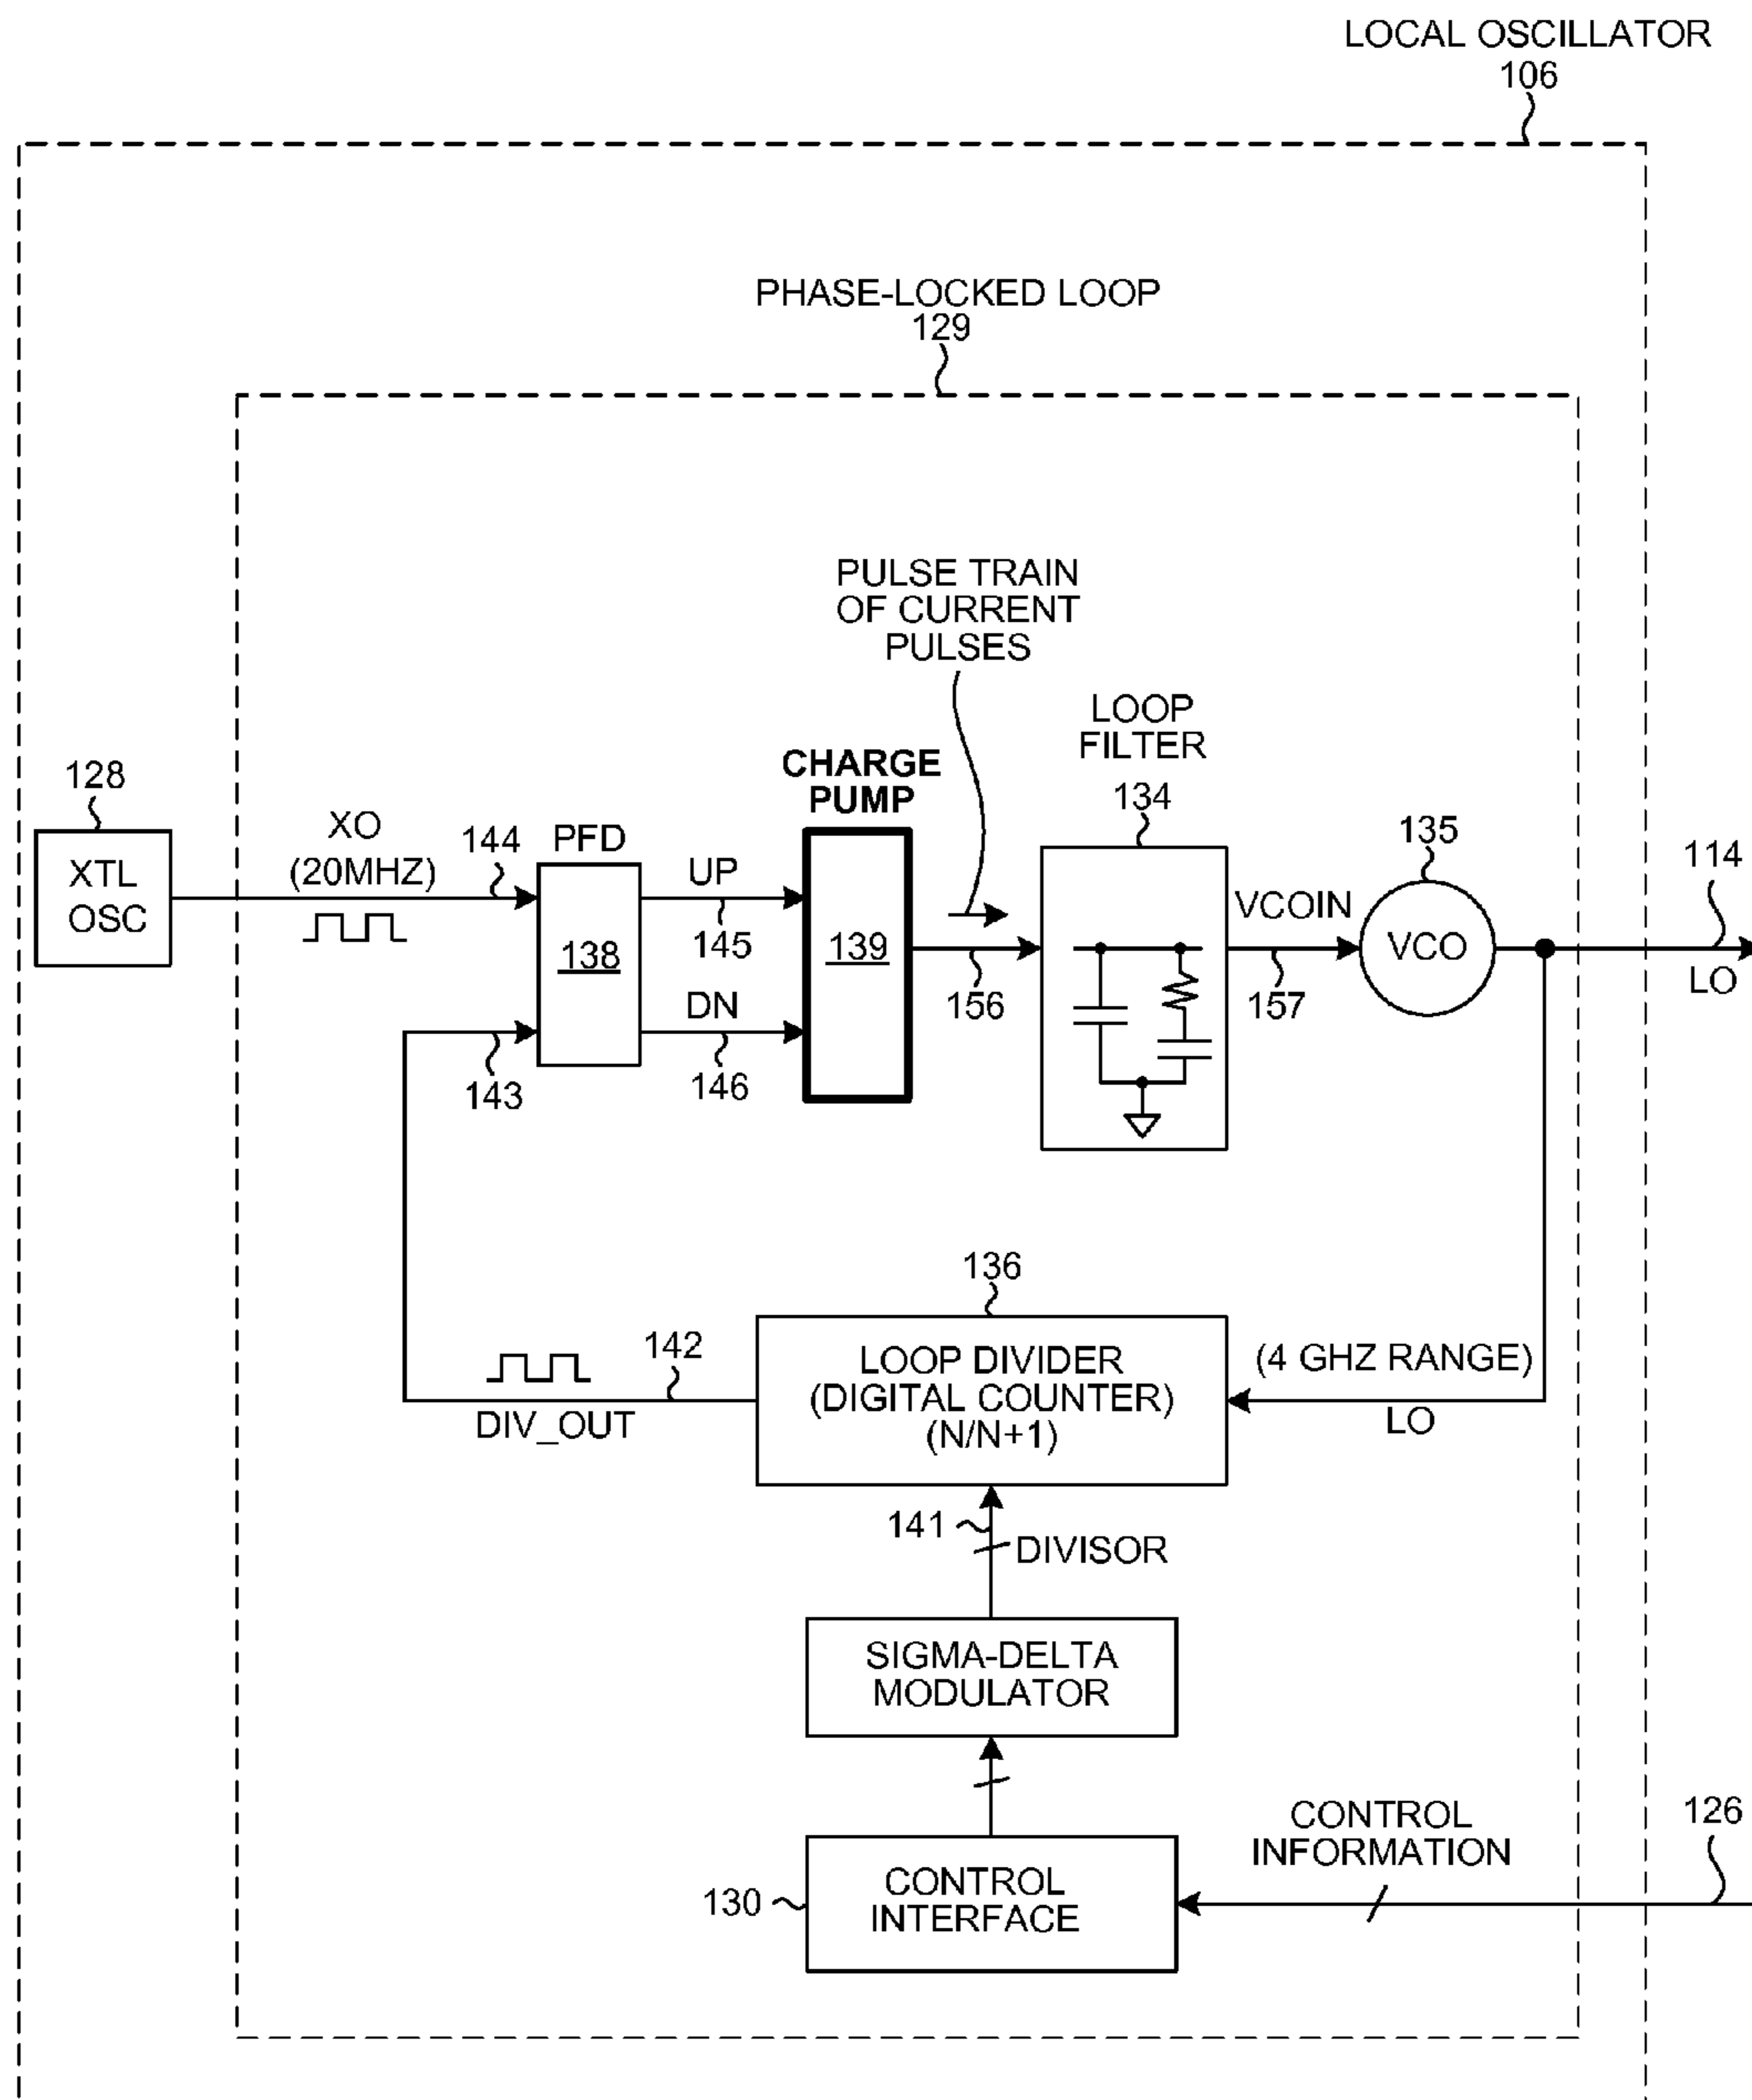 LOCAL OSCILLATOR
106
PHASE-LOCKED LOOP
129
PULSE TRAIN
OF CURRENT
PULSES
LOOP
FILTER
134
CHARGE
PUMP
128
XTL
OSC
XO
(20MHZ)
144
PFD
138
UP
145
DN
146
143
139
156
VCOIN
157
135
VCO
114
LO
136
LOOP DIVIDER
(DIGITAL COUNTER)
(N/N+1)
142
DIV_OUT
(4 GHZ RANGE)
LO
141
DIVISOR
SIGMA-DELTA
MODULATOR
130
CONTROL
INTERFACE
CONTROL
INFORMATION
126